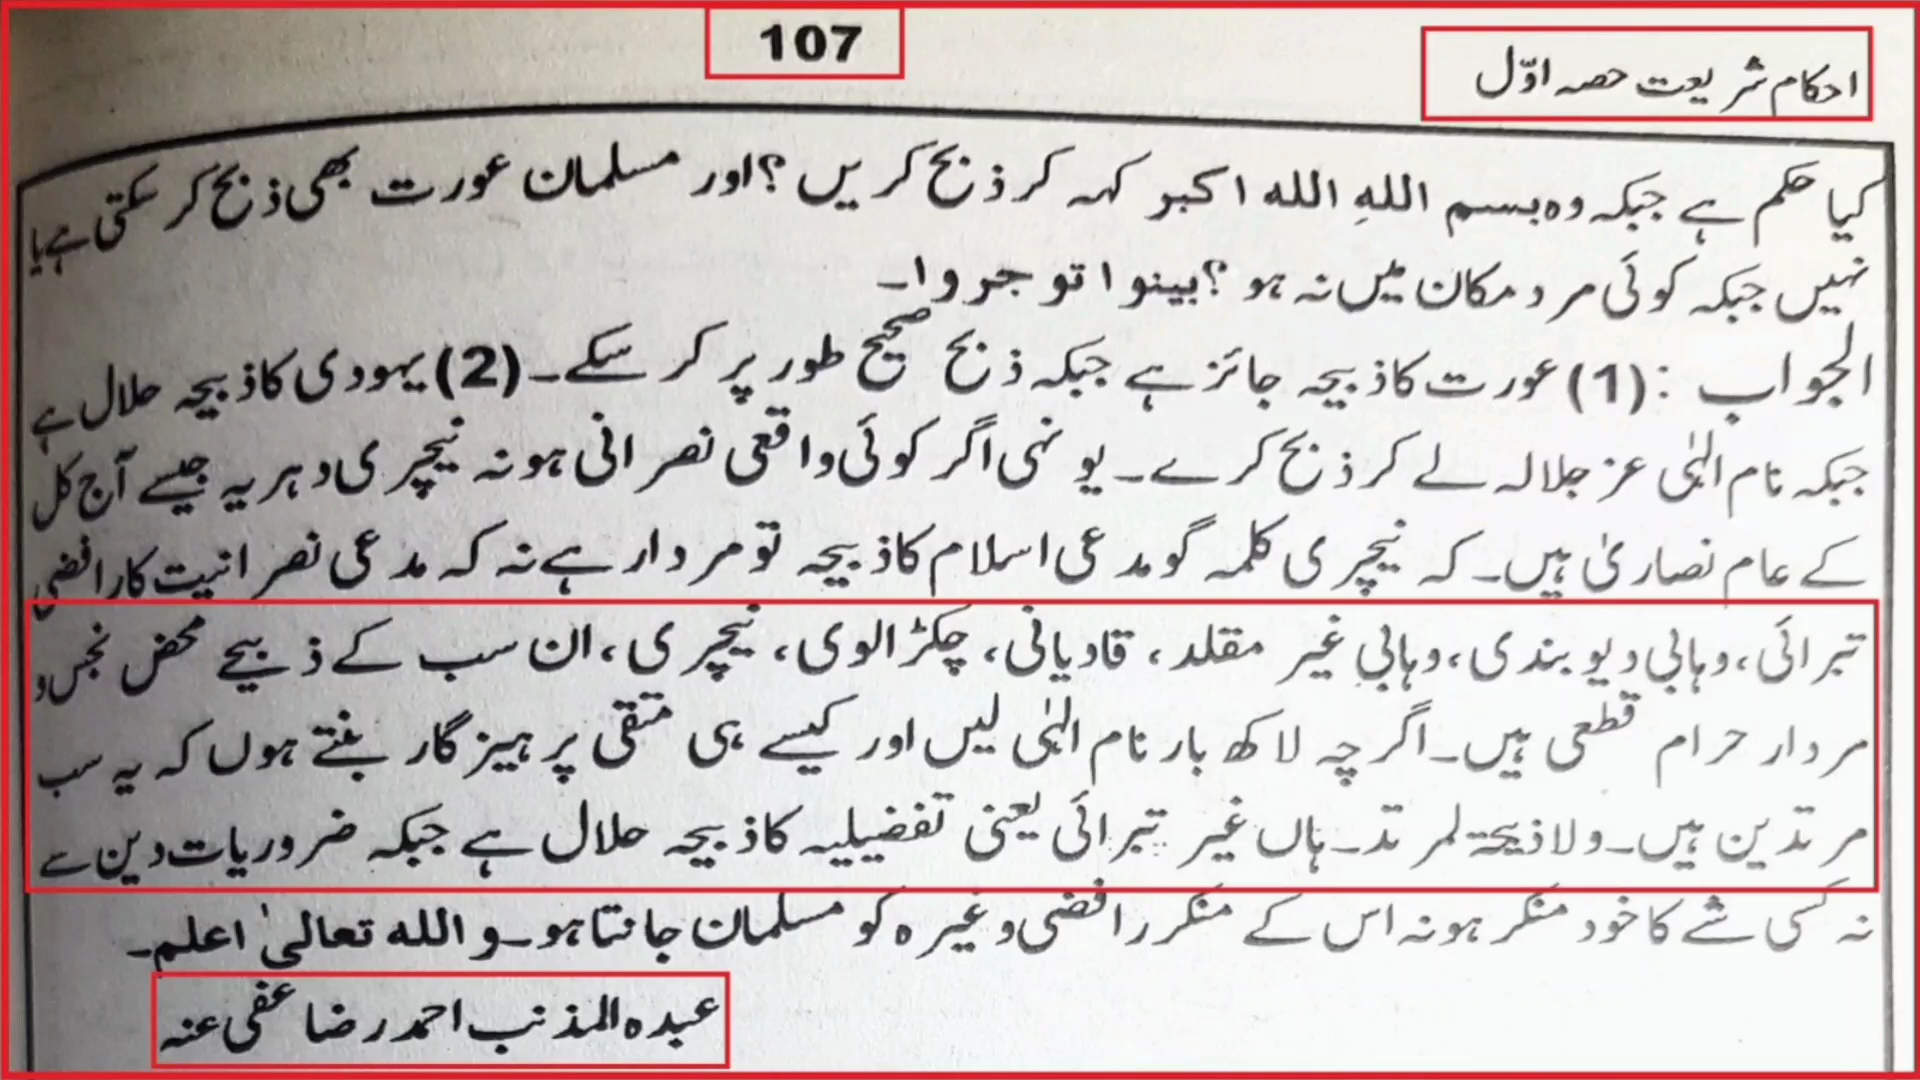 107
احکام شریعت حصہ اوّل
کیا حکم ہے جبکہ وہ بسم اللهِ الله اکبر کہہ کر ذبح کریں؟ اور مسلمان عورت بھی ذبح کر سکتی ہے یا
نہیں جبکہ کوئی مرد مکان میں نہ ہو؟ بینوا توجروا۔
الجواب : (1) عورت کا ذبیحہ جائز ہے جبکہ ذبح صحیح طور پر کر سکے۔ (2) یہودی کا ذبیحہ حلال ہے
جبکہ نام الہٰی عز جلالہ لے کر ذبح کرے۔ یونہی اگر کوئی واقعی نصرانی ہو نہ نیچری دہریہ جیسے آج کل
کے عام نصاریٰ ہیں۔ کہ نیچری کلمہ گو مدعی اسلام کا ذبیحہ تو مردار ہے نہ کہ مدعی نصرانیت کا رافضی
تبرائی، وہابی دیوبندی، وہابی غیر مقلد، قادیانی، چکڑالوی، نیچری، ان سب کے ذبیحے محض نجس و
مردار حرام قطعی ہیں۔ اگرچہ لاکھ بار نام الہٰی لیں اور کیسے ہی متقی پرہیزگار بنتے ہوں کہ یہ سب
مرتدین ہیں۔ ولا ذبیحۃ لمرتد۔ ہاں غیر تبرائی یعنی تفضیلیہ کا ذبیحہ حلال ہے جبکہ ضروریات دین سے
نہ کسی شے کا خود منکر ہو نہ اس کے منکر رافضی وغیرہ کو مسلمان جانتا ہو۔ و الله تعالیٰ اعلم۔
عبدہ المذنب احمد رضا عفی عنہ